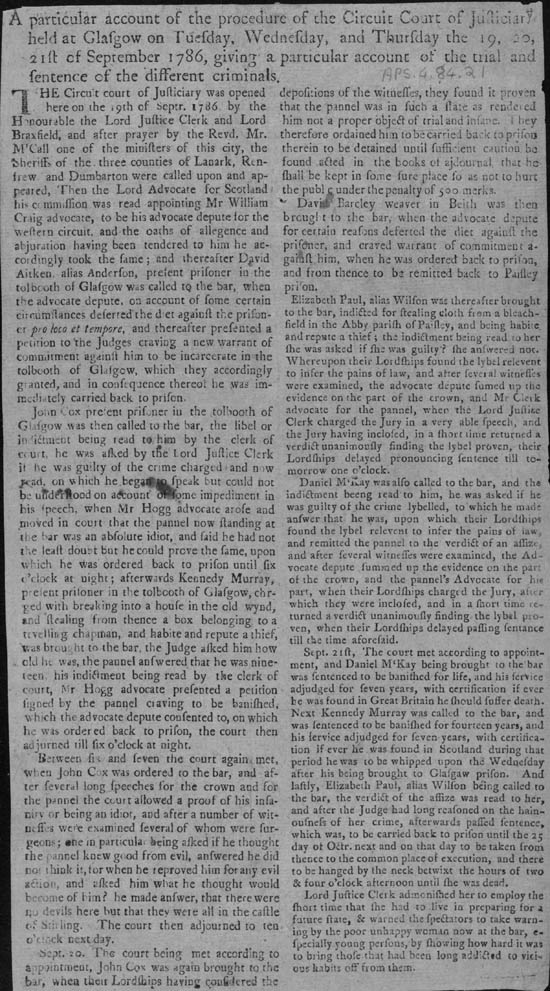 A particular account of the procedure of the Circuit Court of Juſticiary
held at Glaſgow on Tueſday, Wedneſday, and Thurſday the 19, 20,
21ſt of September 1786, giving a particular account of the trial and
ſentence of the different criminals.
APS.4.84.21
THE Circuit court of Juſticiary was opened
here on the 19th of Septr. 1786. by the
Honourable the Lord Juſtice Clerk and Lord
Braxfield, and after prayer by the Revd. Mr.
M'Call one of the miniſters of this city, the
Sheriffs of the three counties of Lanark, Ren-
frew and Dumbarton were called upon and ap-
peared, Then the Lord Advocate for Scotland
his commiſſion was read appointing Mr William
Craig advocate, to be his advocate depute for the
weſtern circuit, and the oaths of allegence and
abjuration having been tendered to him he ac-
cordingly took the ſame; and thereafter David
Aitken alias Anderſon, preſent priſoner in the
tolbooth of Glaſgow was called to the bar, when
the advocate depute, on account of ſome certain
circumſtances deferted the diet againſt the priſon-
er pro loco et tempore, and thereafter preſented a
petition to the Judges craving a new warrant of
commitment againſt him to be incarcerate in the
tolbooth of Glaſgow, which they accordingly
granted, and in conſequence thereof he was im-
mediately carried back to priſon.
John Cox preſent priſoner in the tolbooth of
Glaſgow was then called to the bar, the libel or
indictment being read to him by the clerk of
court, he was aſked by the Lord Juſtice Clerk
if he was guilty of the crime charged and now
read, on which he began to ſpeak but could not
be underſtood on account of ſome impediment in
his ſpeech, when Mr Hogg advocate aroſe and
moved in court that the pannel now ſtanding at
the bar was an abſolute idiot, and ſaid he had not
the leaſt doubt but he could prove the ſame, upon
which he was ordered back to priſon until ſix
o'clock at night; afterwards Kennedy Murray,
preſent priſoner in the tolbooth of Glaſgow, chr-
ged with breaking into a houſe in the old wynd,
and ſtealing from thence a box belonging to a
trvelling chapman, and habite and repute a thief,
was brought to the bar, the Judge aſked him how
old he was, the pannel anſwered that he was nine-
teen, his indictment being read by the clerk of
court, Mr Hogg advocate preſented a petition
ſigned by the pannel craving to be baniſhed,
which the advocate depute conſented to, on which
he was ordered back to priſon, the court then
adjurned till ſix o'clock at night.
Between ſix and ſeven the court again met,
when John Cox was ordered to the bar, and af-
ter ſeveral long ſpeeches for the crown and for
the pannel the court allowed a proof of his inſa-
nity or being an idiot, and after a number of wit-
neſſes were examined ſeveral of whom were ſur-
geons; one in particular being aſked if he thought
the pannel knew good from evil, anſwered he did
not think it, for when he reproved him for any evil
action, and aſked him what he thought would
become of him? he made anſwer, that there were
no devils here but that they were all in the caſtle
of Stirling. The court then adjourned to ten
o'clock next day.
Sept. 20. The court being met according to
appointment, John Cox was again brought to the
bar, when their Lordſhips having conſidered the
depoſitions of the witneſſes, they found it proven
that the pannel was in ſuch a ſtate as rendered
him not a proper object of trial and inſane. They
therefore ordained him to be carried back to priſon
therein to be detained until ſufficient caution be
found acted in the books of adjournal, that he
ſhall be kept in ſome ſure place ſo as not to hurt
the public under the penalty of 500 merks.
David Barcley weaver in Beith was then
brought to the bar, when the advocate depute
for certain reaſons deſerted the diet againſt the
priſoner, and craved warrant of commitment a-
gainſt him, when he was ordered back to priſon,
and from thence to be remitted back to Paiſley
priſon.
Elizabeth Paul, alias Wilſon was thereafter brought
to the bar, indicted for ſtealing cloth from a bleach-
field in the Abby pariſh of Paiſley, and being habite
and repute a thief; the indictment being read to her
ſhe was aſked if ſhe was guilty? ſhe anſwered not.
Whereupon their Lordſhips found the lybel relevent
to infer the pains of law, and after ſeveral witneſſes
were examined, the advocate depute ſumed up the
evidence on the part of the crown, and Mr Clerk
advocate for the pannel, when the Lord Juſtice
Clerk charged the Jury in a very able ſpeech, and
the Jury having incloſed, in a ſhort time returned a
verdict unanimouſly finding the lybel proven, their
Lordſhips delayed pronouncing ſentence till to-
morrow one o'clock.
Daniel M'Kay was alſo called to the bar, and the
indictment beeng read to him, he was aſked if he
was guilty of the crime lybelled, to which he made
anſwer that he was, upon which their Lordſhips
found the lybel relevent to infer the pains of law,
and remitted the pannel to the verdict of an aſſize,
and after ſeveral witneſſes were examined, the Ad-
vocate depute ſummed up the evidence on the part
of the crown, and the pannel's Advocate for his
part, when their Lordſhips charged the Jury, after
which they were incloſed, and in a ſhort time re-
turned a verdict unanimouſly finding the lybel pro-
ven, when their Lordſhips delayed paſſing ſentence
till the time aforeſaid.
Sept. 21ſt, The court met according to appoint-
ment, and Daniel M'Kay being brought to the bar
was ſentenced to be baniſhed for life, and his ſervice
adjudged for ſeven years, with certification if ever
he was found in Great Britain he ſhould ſuffer death.
Next Kennedy Murray was called to the bar, and
was ſentenced to be baniſhed for fourteen years, and
his ſervice adjudged for ſeven years, with certifica-
tion if ever he was found in Scotland during that
period he was to be whipped upon the Wedneſday
after his being brought to Glaſgaw priſon. And
laſtly, Elizabeth Paul, alias Wilſon being called to
the bar, the verdict of the aſſize was read to her,
and after the Judge had long reaſoned on the hain-
ouſneſs of her crime, afterwards paſſed ſentence,
which was, to be carried back to priſon until the 25
day of Octr. next and on that day to be taken from
thence to the common place of execution, and there
to be hanged by the neck betwixt the hours of two
& four o'clock afternoon until ſhe was dead.
Lord Juſtice Clerk admoniſhed her to employ the
ſhort time that ſhe had to live in preparing for a
future ſtate, & warned the ſpectators to take warn-
ing by the poor unhappy woman now at the bar, e-
ſpecially young perſons, by ſhowing how hard it was
to bring thoſe that had been long addicted to vici-
ous habits off from them.